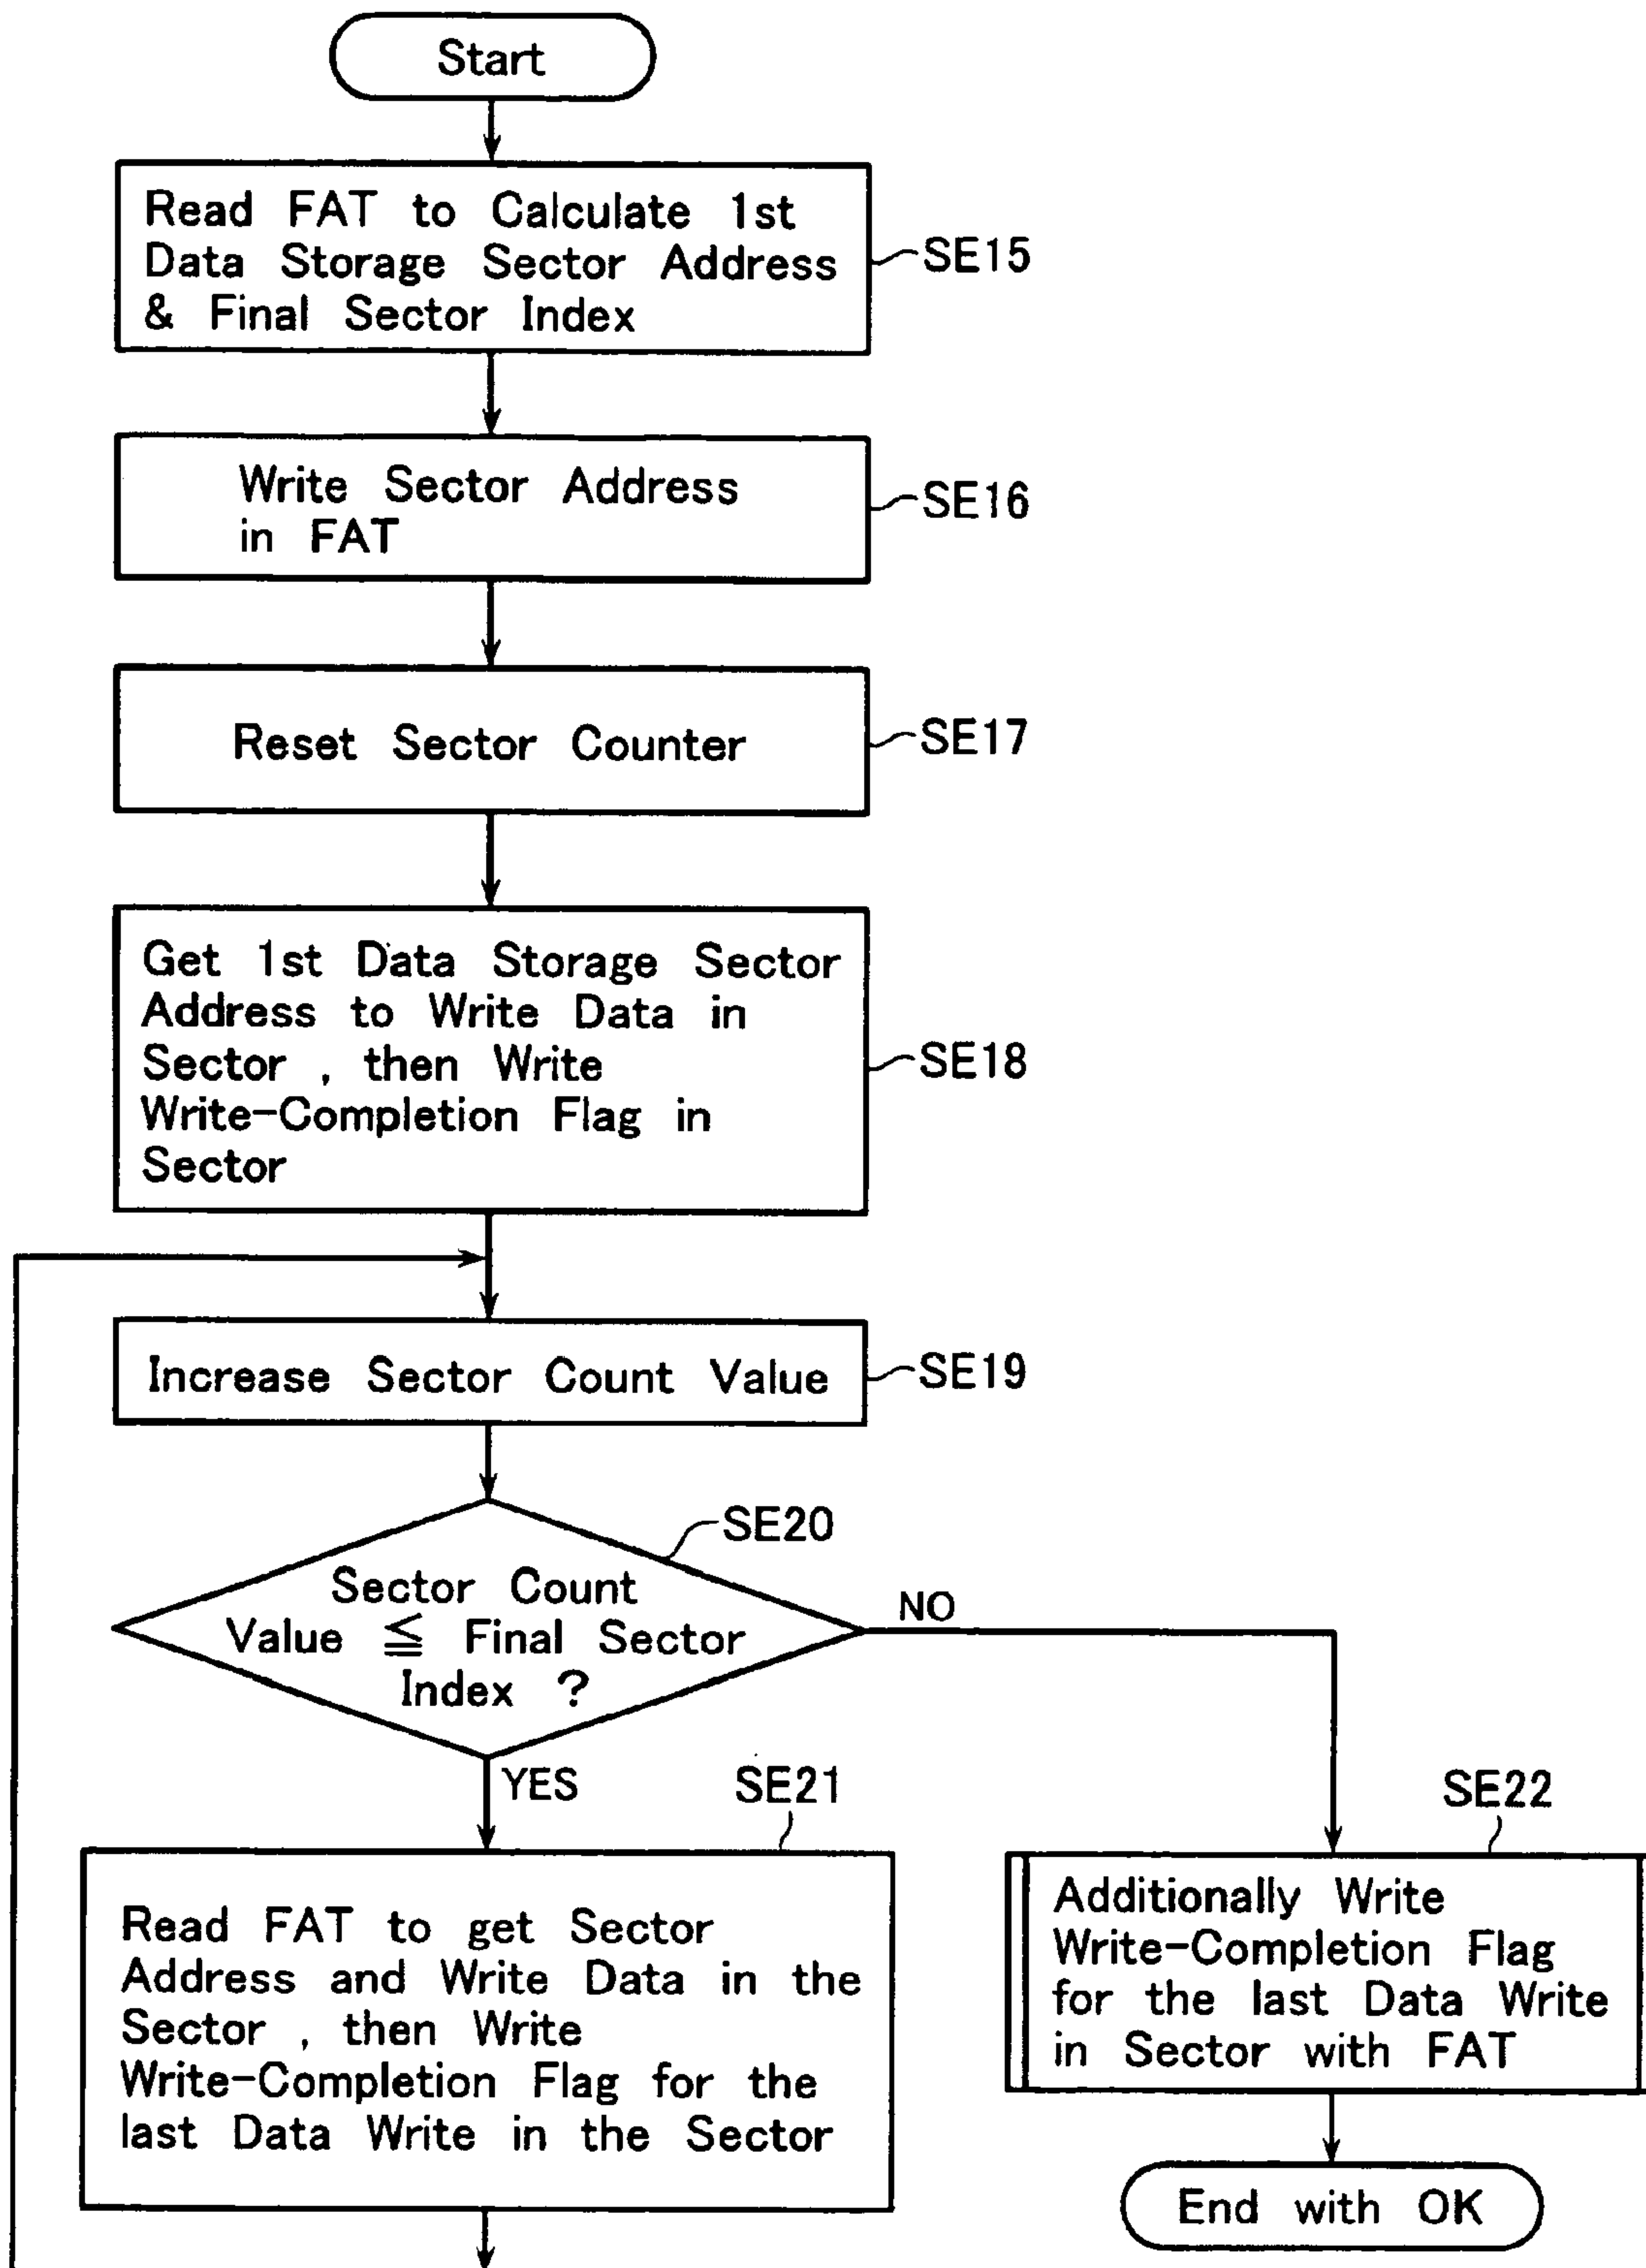 Start
Read FAT to Calculate 1st
Data Storage Sector Address
& Final Sector Index
SE15
Write Sector Address
in FAT
SE16
Reset Sector Counter
SE17
Get 1st Data Storage Sector
Address to Write Data in
Sector , then Write
Write-Completion Flag in
Sector
SE18
Increase Sector Count Value
SE19
SE20
Sector Count
Value ≦ Final Sector
Index ?
NO
YES
SE21
Read FAT to get Sector
Address and Write Data in the
Sector , then Write
Write-Completion Flag for the
last Data Write in the Sector
SE22
Additionally Write
Write-Completion Flag
for the last Data Write
in Sector with FAT
End with OK